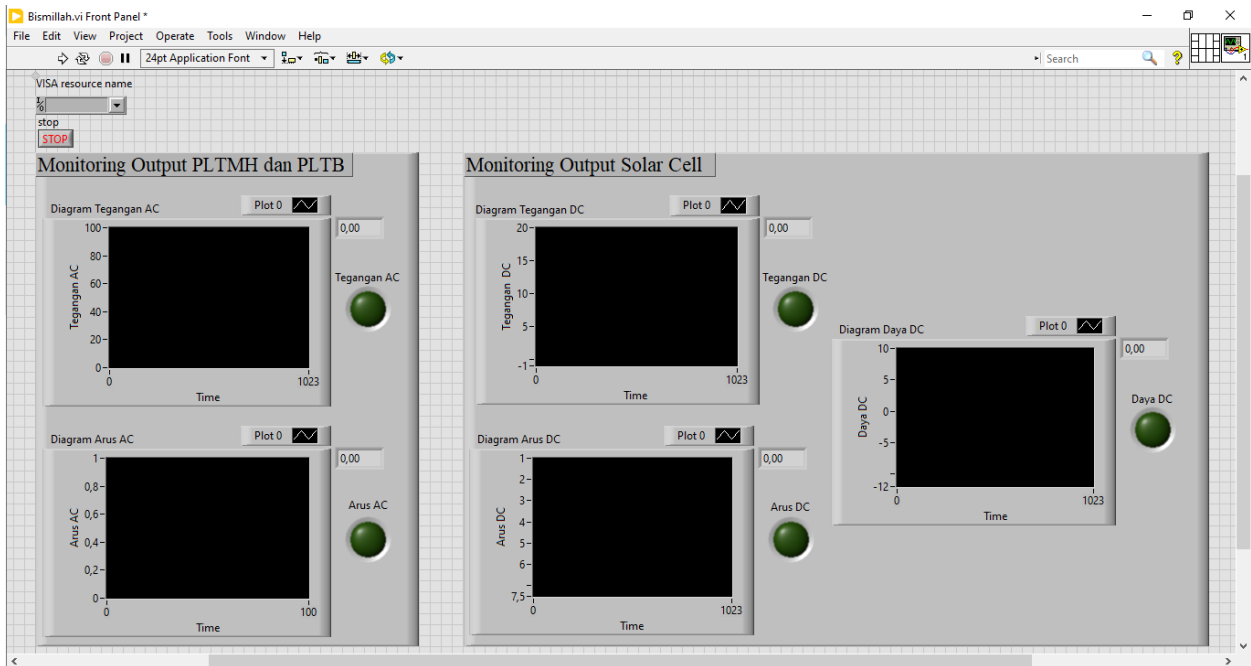 Bismillah.vi Front Panel *
File Edit View Project Operate Tools Window Help
24pt Application Font
Search
1
VISA resource name
stop
STOP
Monitoring Output PLTMH dan PLTB
Diagram Tegangan AC
Plot 0
0,00
Tegangan AC
100
80
60
40
20
0
Tegangan AC
0 1023
Time
Diagram Arus AC
Plot 0
0,00
Arus AC
1
0,8
0,6
0,4
0,2
0
Arus AC
0 100
Time
Monitoring Output Solar Cell
Diagram Tegangan DC
Plot 0
0,00
Tegangan DC
20
15
10
5
-1
Tegangan DC
0 1023
Time
Diagram Arus DC
Plot 0
0,00
Arus DC
1
2
3
4
5
6
7,5
Arus DC
0 1023
Time
Diagram Daya DC
Plot 0
0,00
Daya DC
10
5
0
-5
-12
Daya DC
0 1023
Time